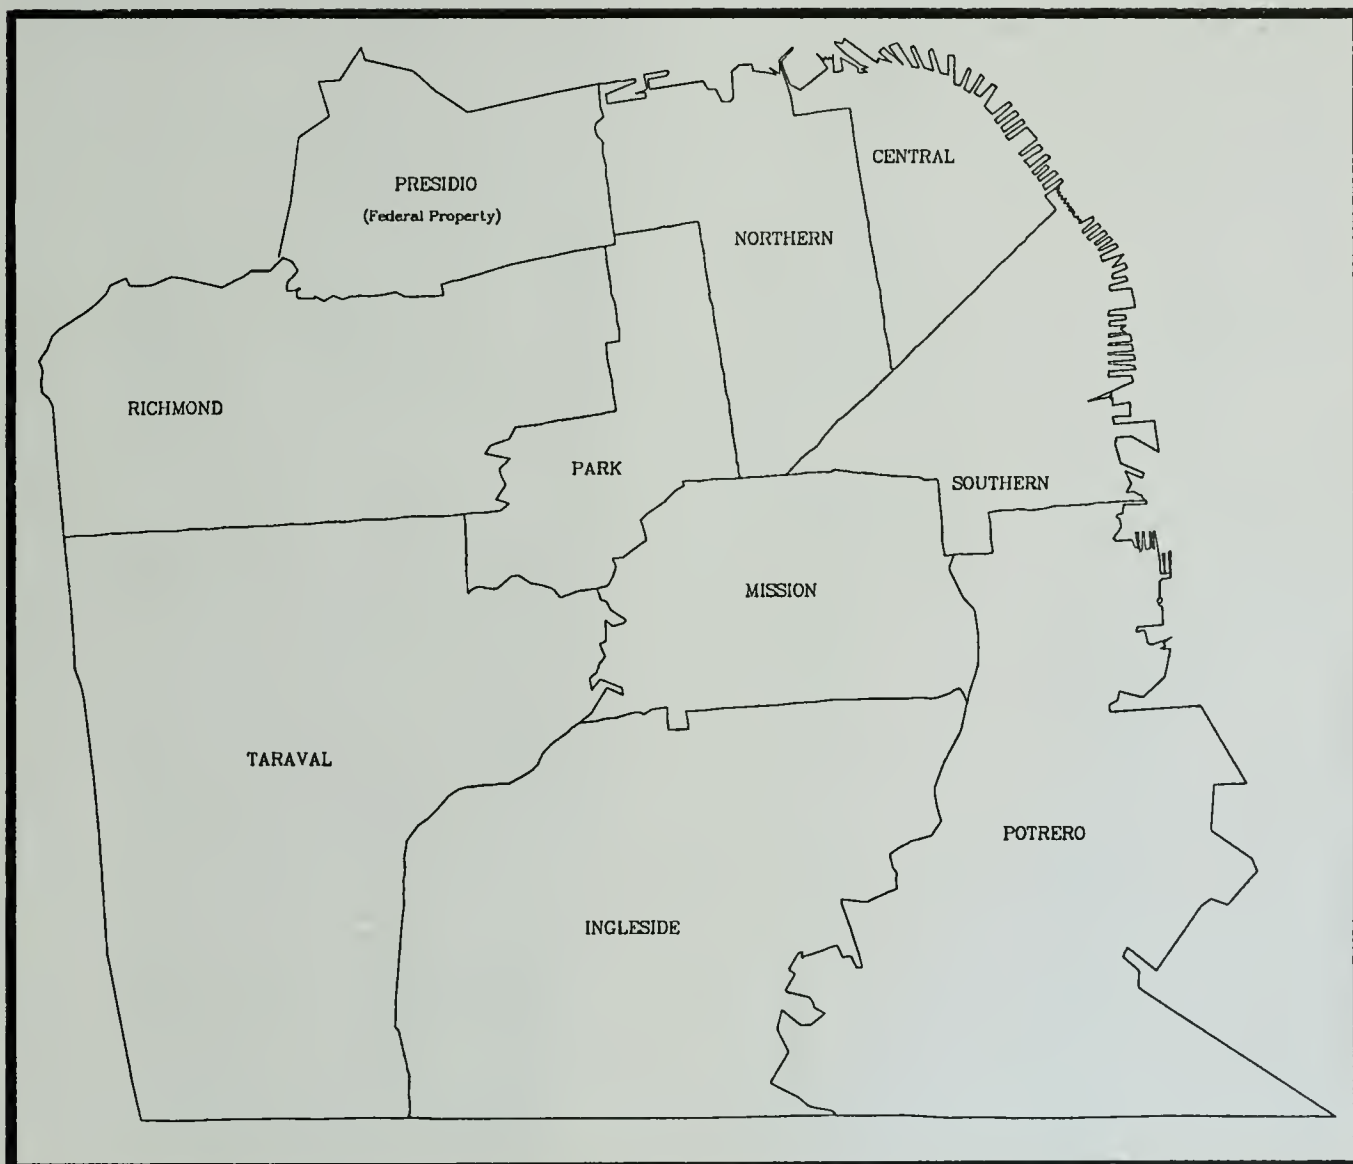 CENTRAL
PRESIDIO
(Federal Property)
NORTHERN
RICHMOND
PARK
SOUTHERN
MISSION
TARAVAL
POTRERO
INGLESIDE